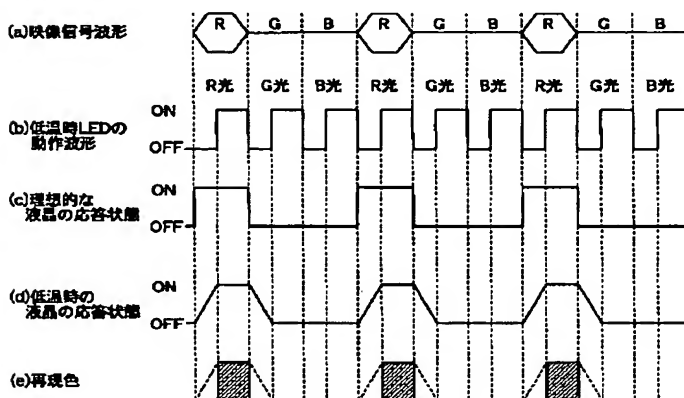 R G B R G B R G B
(a)映像信号波形
R光 G光 B光 R光 G光 B光 R光 G光 B光
ON
(b)低温時LEDの
動作波形
OFF
ON
(c)理想的な
液晶の応答状態
OFF
ON
(d)低温時の
液晶の応答状態
OFF
(e)再現色